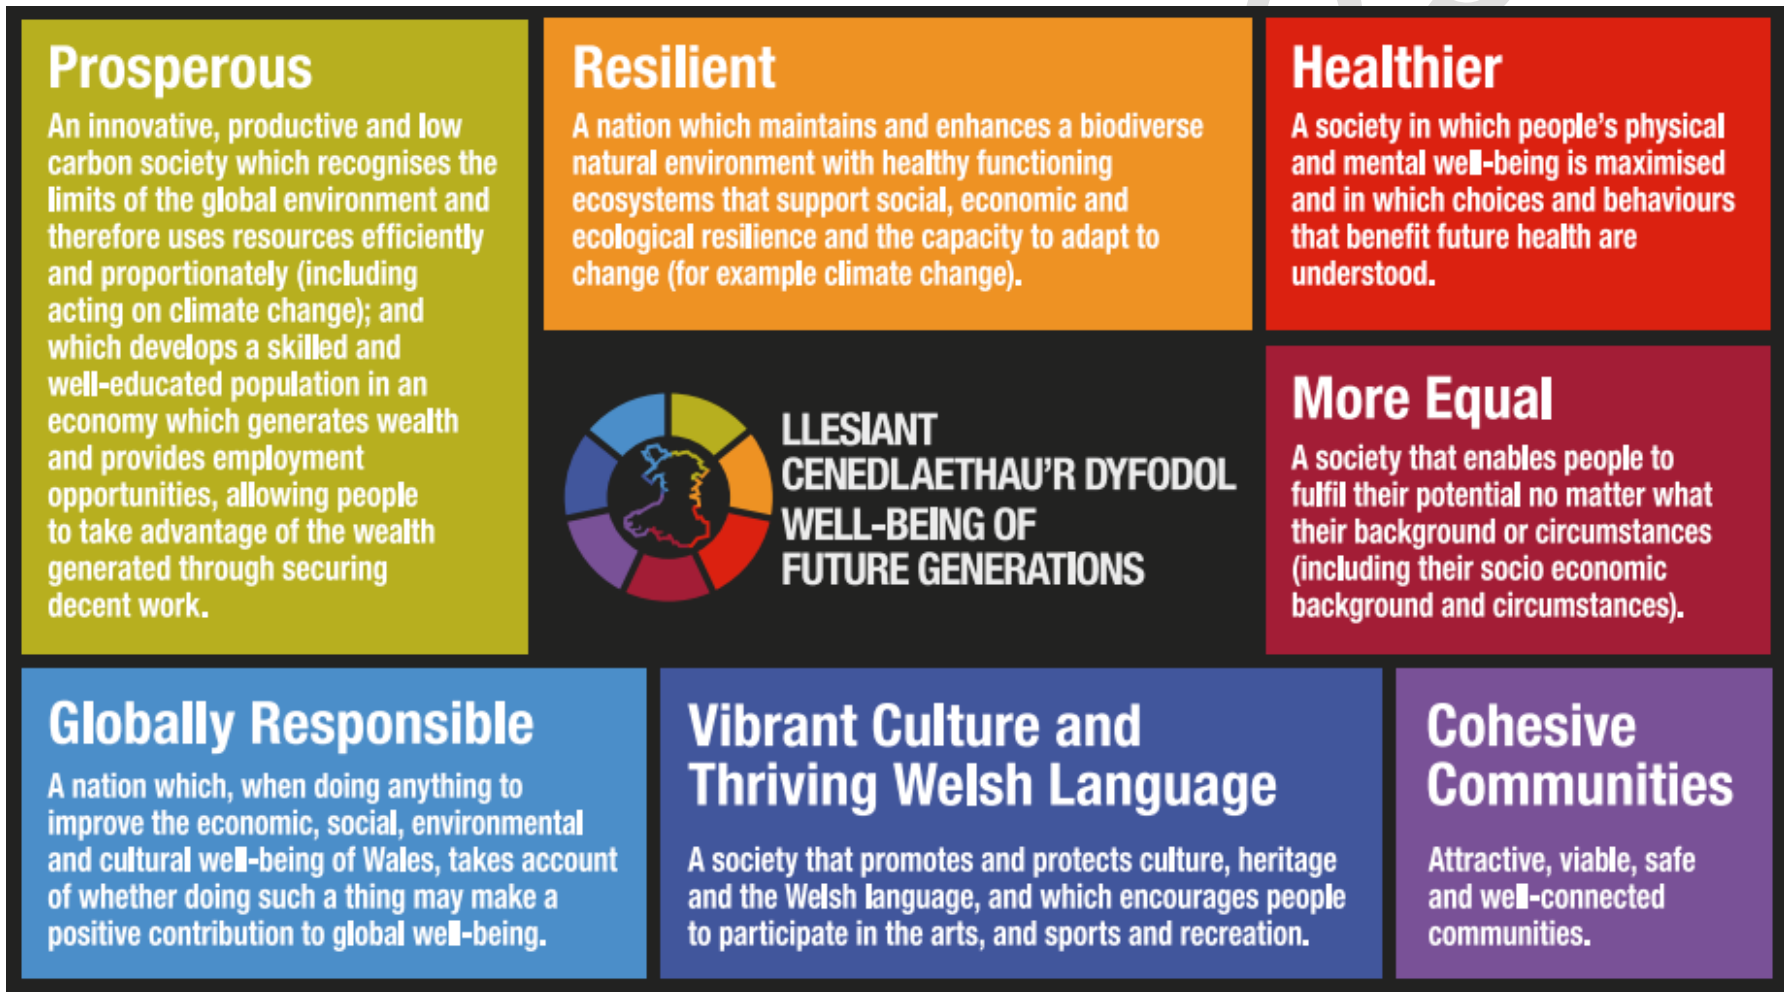 Prosperous
An innovative, productive and low
carbon society which recognises the
limits of the global environment and
therefore uses resources efficiently
and proportionately (including
acting on climate change); and
which develops a skilled and
well-educated population in an
economy which generates wealth
and provides employment
opportunities, allowing people
to take advantage of the wealth
generated through securing
decent work.
Resilient
A nation which maintains and enhances a biodiverse
natural environment with healthy functioning
ecosystems that support social, economic and
ecological resilience and the capacity to adapt to
change (for example climate change).
Healthier
A society in which people's physical
and mental well-being is maximised
and in which choices and behaviours
that benefit future health are
understood.
LLESIANT
CENEDLAETHAU'R DYFODOL
WELL-BEING OF
FUTURE GENERATIONS
More Equal
A society that enables people to
fulfil their potential no matter what
their background or circumstances
(including their socio economic
background and circumstances).
Globally Responsible
A nation which, when doing anything to
improve the economic, social, environmental
and cultural well-being of Wales, takes account
of whether doing such a thing may make a
positive contribution to global well-being.
Vibrant Culture and
Thriving Welsh Language
A society that promotes and protects culture, heritage
and the Welsh language, and which encourages people
to participate in the arts, and sports and recreation.
Cohesive
Communities
Attractive, viable, safe
and well-connected
communities.